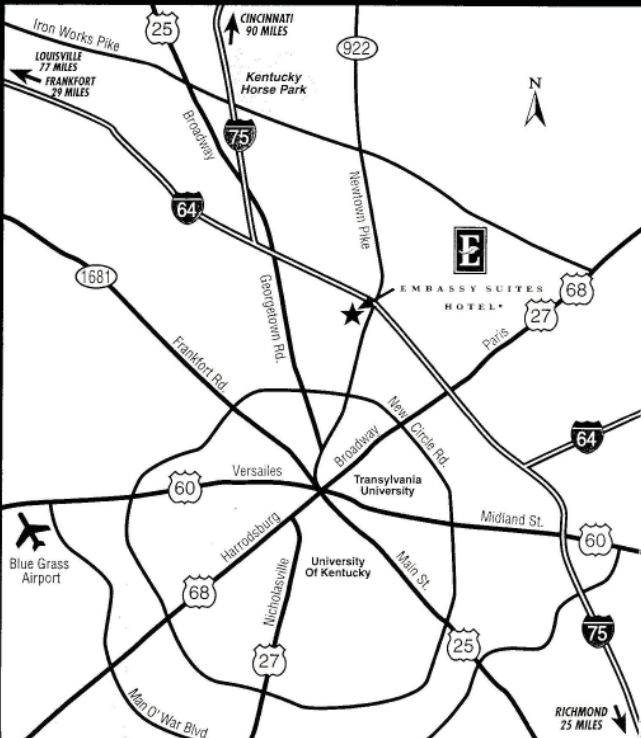 CINCINNATI
90 MILES
25
Iron Works Pike
922
LOUISVILLE
77 MILES
FRANKFORT
29 MILES
Kentucky
Horse Park
N
Broadway
75
Newtown Pike
64
E
EMBASSY SUITES
HOTEL
68
1681
27
Georgetown Rd.
Paris
Frankfort Rd.
New Circle Rd.
Broadway
64
Versailes
60
Transylvania
University
Midland St.
60
Blue Grass
Airport
Harrodsburg
University
Of Kentucky
Main St.
68
Nicholasville
75
25
27
Man O' War Blvd.
RICHMOND
25 MILES